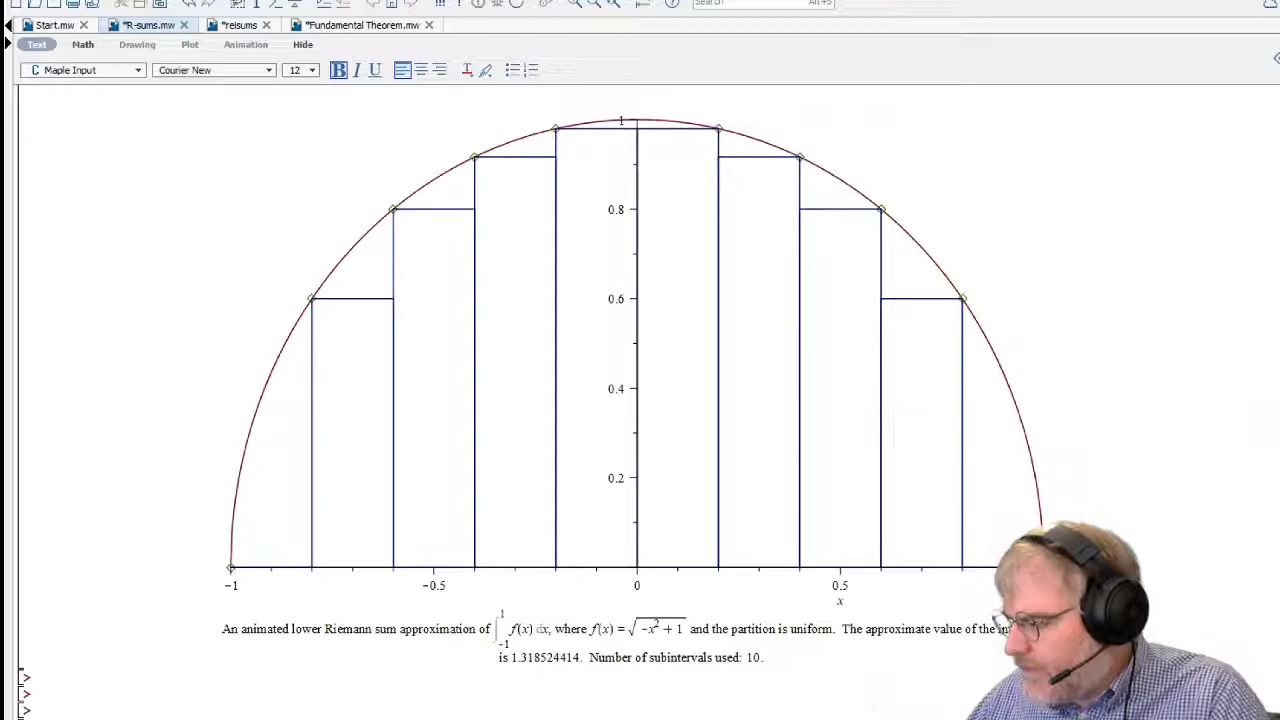 Search Alt+S
Start.mw *R-sums.mw *reisums *Fundamental Theorem.mw
Text Math Drawing Plot Animation Hide
C Maple Input Courier New 12 B I U
1
0.8
0.6
0.4
0.2
−1 −0.5 0 0.5
x
An animated lower Riemann sum approximation of ∫₋₁¹ f(x) dx, where f(x) = √(−x² + 1) and the partition is uniform. The approximate value of the
is 1.318524414. Number of subintervals used: 10.
>
>
>